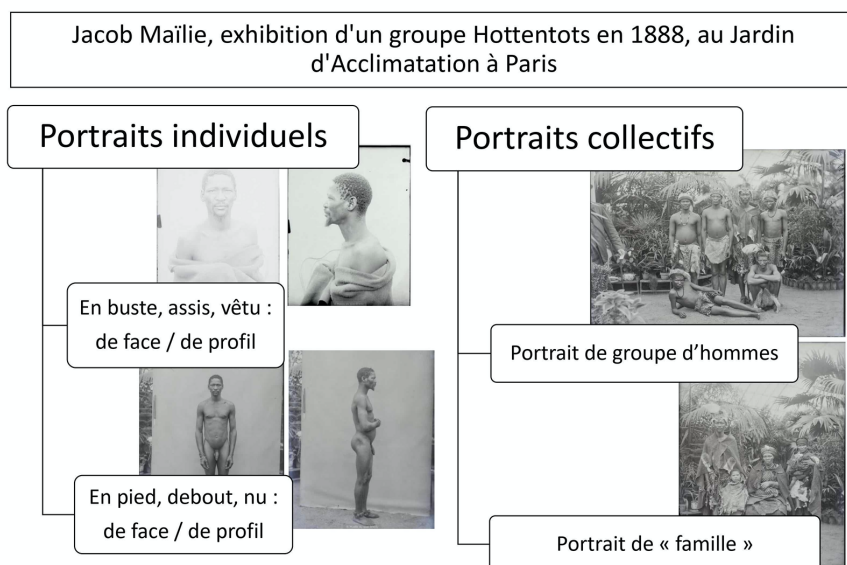 Jacob Maïlie, exhibition d'un groupe Hottentots en 1888, au Jardin
d'Acclimatation à Paris
Portraits individuels
En buste, assis, vêtu :
de face / de profil
En pied, debout, nu :
de face / de profil
Portraits collectifs
Portrait de groupe d’hommes
Portrait de « famille »